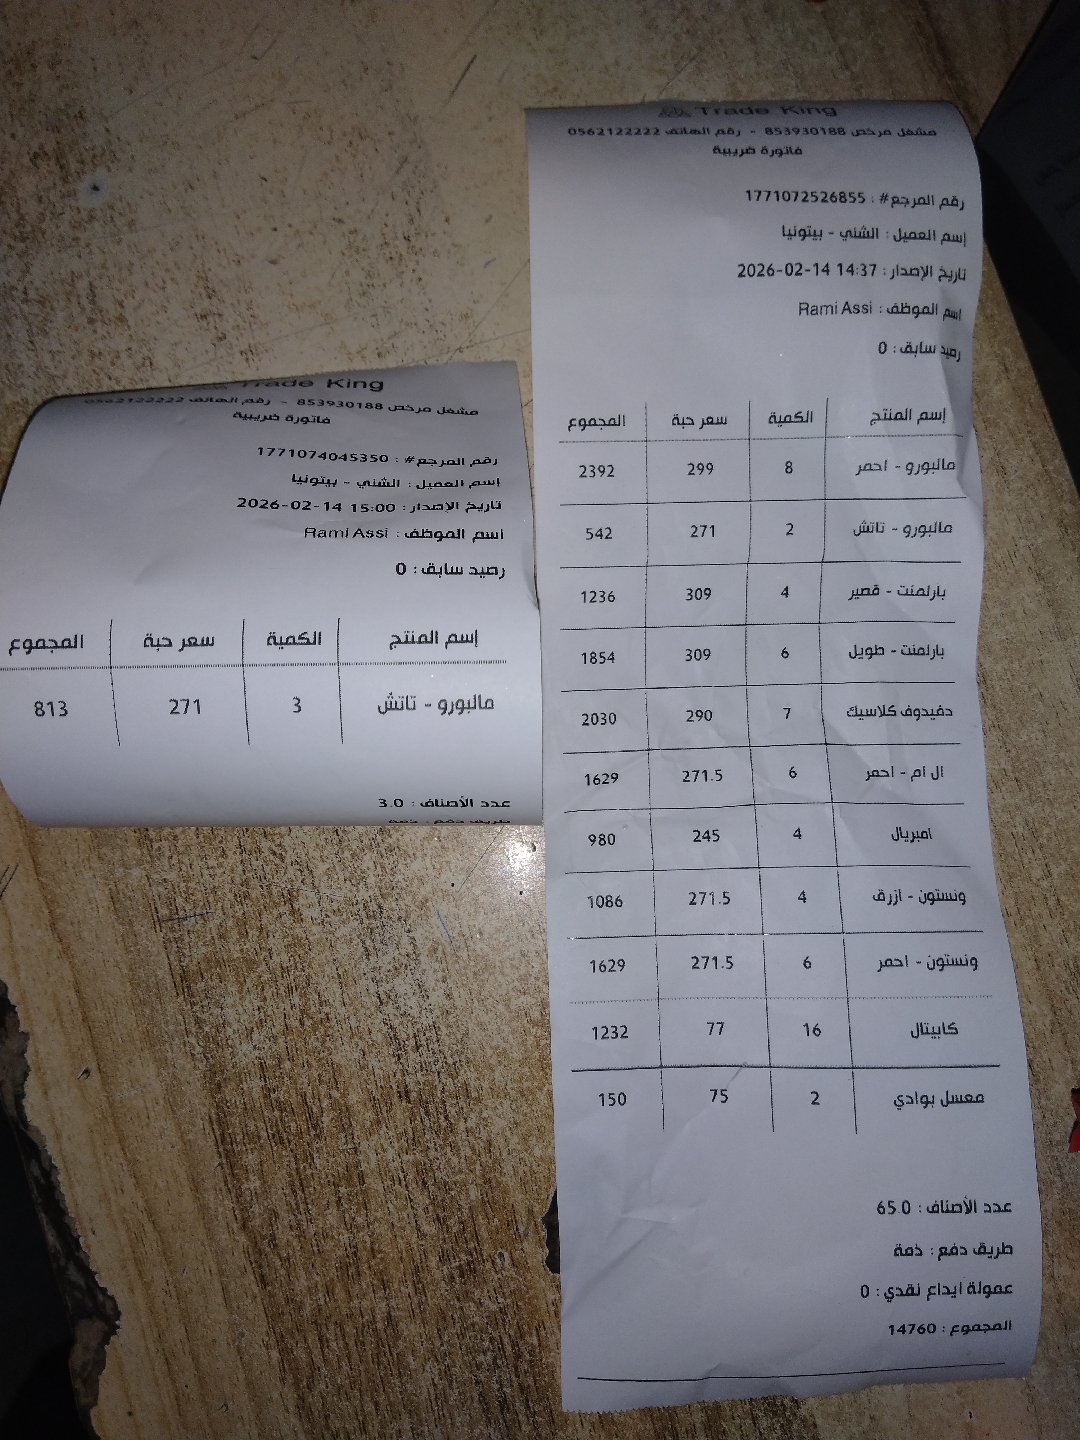 Trade King
مشغل مرخص 853930188 - رقم الهاتف 0562122222
فاتورة ضريبية
رقم المرجع# : 1771072526855
إسم العميل : الشني - بيتونيا
تاريخ الإصدار : 2026-02-14 14:37
اسم الموظف : Rami Assi
رصيد سابق : 0
إسم المنتج الكمية سعر حبة المجموع
مالبورو - احمر 8 299 2392
مالبورو - تاتش 2 271 542
بارلمنت - قصير 4 309 1236
بارلمنت - طويل 6 309 1854
دفيدوف كلاسيك 7 290 2030
ال ام - احمر 6 271.5 1629
امبريال 4 245 980
ونستون - ازرق 4 271.5 1086
ونستون - احمر 6 271.5 1629
كابيتال 16 77 1232
معسل بوادي 2 75 150
عدد الأصناف : 65.0
طريق دفع : ذمة
عمولة أيداع نقدي : 0
المجموع : 14760
Trade King
مشغل مرخص 853930188 - رقم الهاتف 0562122222
فاتورة ضريبية
رقم المرجع# : 1771074045350
إسم العميل : الشني - بيتونيا
تاريخ الإصدار : 2026-02-14 15:00
اسم الموظف : Rami Assi
رصيد سابق : 0
إسم المنتج الكمية سعر حبة المجموع
مالبورو - تاتش 3 271 813
عدد الأصناف : 3.0
طريق دفع : ذمة